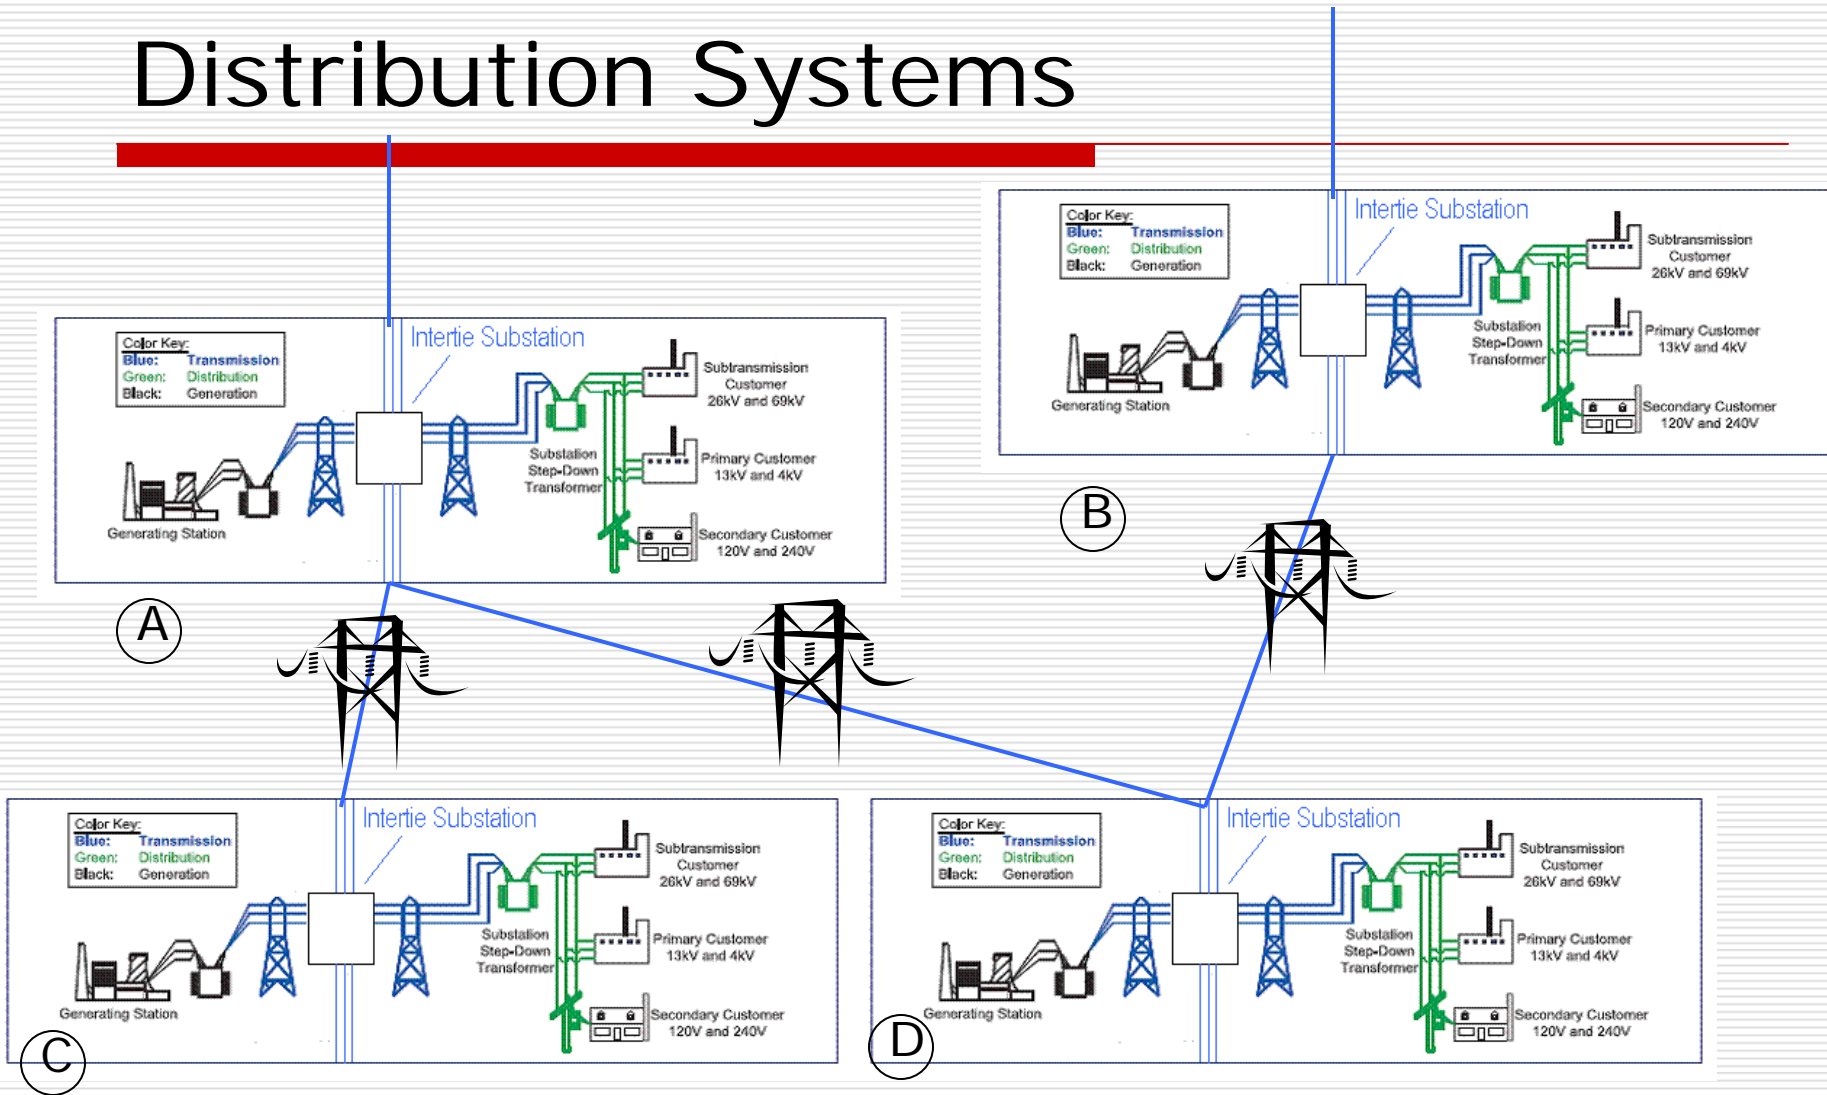 Distribution Systems
Intertie Substation
Color Key:
Blue: Transmission
Green: Distribution
Black: Generation
Subtransmission
Customer
26kV and 69kV
Substation
Step-Down
Transformer
Primary Customer
13kV and 4kV
Generating Station
Secondary Customer
120V and 240V
B
Intertie Substation
Color Key:
Blue: Transmission
Green: Distribution
Black: Generation
Subtransmission
Customer
26kV and 69kV
Substation
Step-Down
Transformer
Primary Customer
13kV and 4kV
Generating Station
Secondary Customer
120V and 240V
A
Intertie Substation
Color Key:
Blue: Transmission
Green: Distribution
Black: Generation
Subtransmission
Customer
26kV and 69kV
Substation
Step-Down
Transformer
Primary Customer
13kV and 4kV
Generating Station
Secondary Customer
120V and 240V
C
Intertie Substation
Color Key:
Blue: Transmission
Green: Distribution
Black: Generation
Subtransmission
Customer
26kV and 69kV
Substation
Step-Down
Transformer
Primary Customer
13kV and 4kV
Generating Station
Secondary Customer
120V and 240V
D